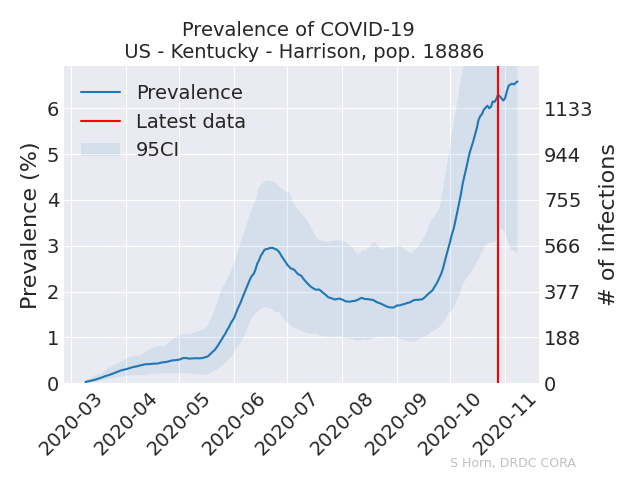 Prevalence of COVID-19
US - Kentucky - Harrison, pop. 18886
Prevalence
Latest data
95CI
Prevalence (%)
6
5
4
3
2
1
0
1133
944
755
566
377
188
0
# of infections
2020-03
2020-04
2020-05
2020-06
2020-07
2020-08
2020-09
2020-10
2020-11
S Horn, DRDC CORA